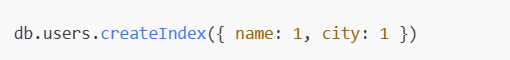 db.users.createIndex({ name: 1, city: 1 })